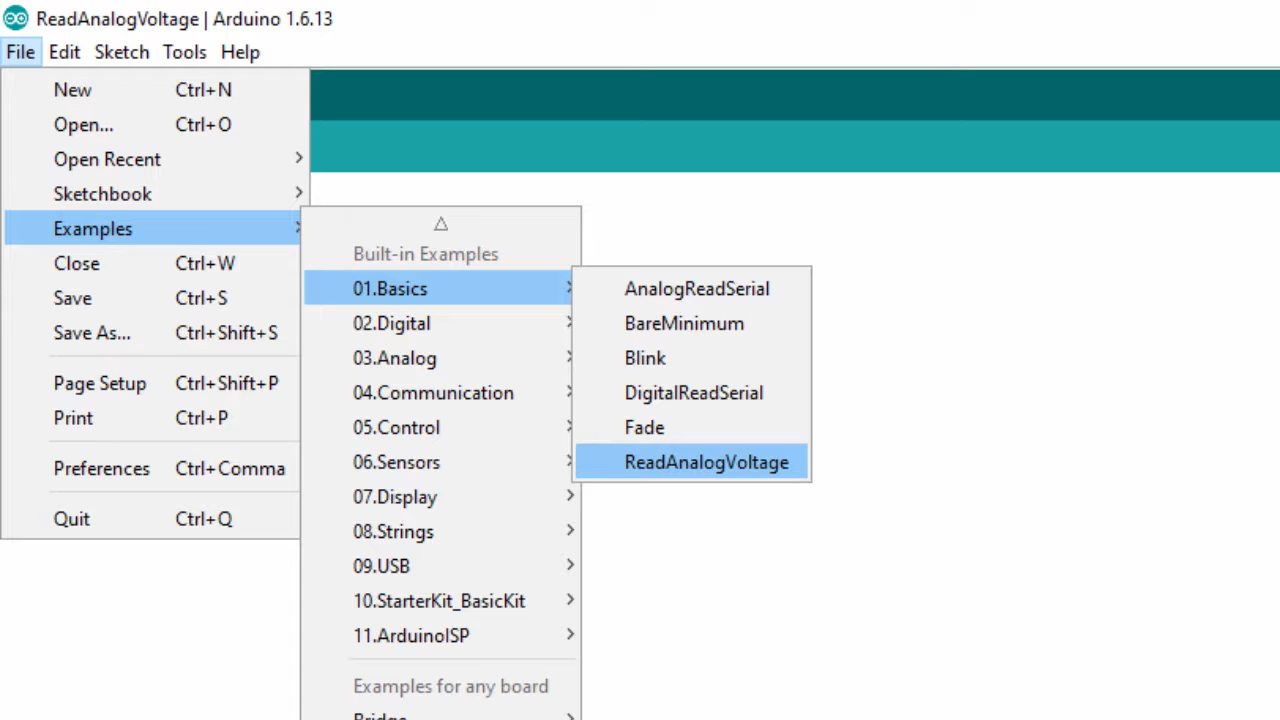 ReadAnalogVoltage | Arduino 1.6.13
File Edit Sketch Tools Help
New Ctrl+N
Open... Ctrl+O
Open Recent
Sketchbook
Examples
Close Ctrl+W
Save Ctrl+S
Save As... Ctrl+Shift+S
Page Setup Ctrl+Shift+P
Print Ctrl+P
Preferences Ctrl+Comma
Quit Ctrl+Q
Built-in Examples
01.Basics
02.Digital
03.Analog
04.Communication
05.Control
06.Sensors
07.Display
08.Strings
09.USB
10.StarterKit_BasicKit
11.ArduinoISP
Examples for any board
Bridge
AnalogReadSerial
BareMinimum
Blink
DigitalReadSerial
Fade
ReadAnalogVoltage